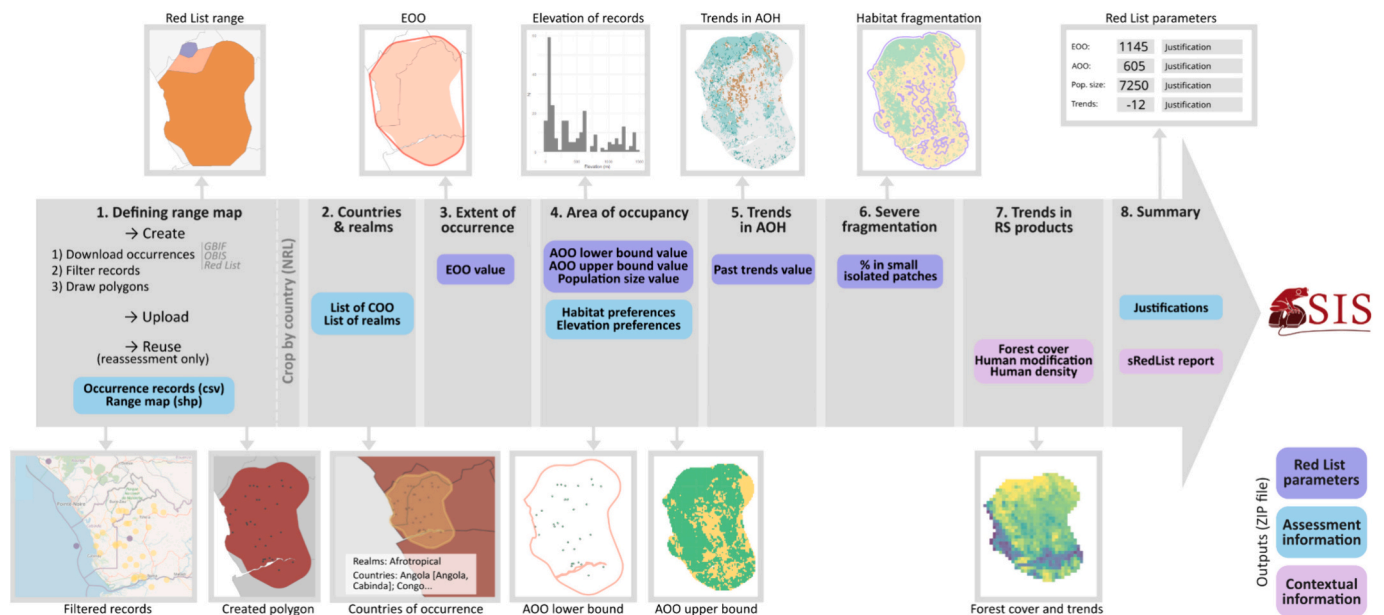 Red List range
EOO
Elevation of records
Trends in AOH
Habitat fragmentation
Red List parameters
EOO: 1145 Justification
AOO: 605 Justification
Pop. size: 7250 Justification
Trends: -12 Justification
Elevation (m)
1. Defining range map
→ Create
1) Download occurrences
GBIF
OBIS
Red List
2) Filter records
3) Draw polygons
→ Upload
→ Reuse
(reassessment only)
Occurrence records (csv)
Range map (shp)
Crop by country (NRL)
2. Countries
& realms
List of COO
List of realms
3. Extent of
occurrence
EOO value
4. Area of occupancy
AOO lower bound value
AOO upper bound value
Population size value
Habitat preferences
Elevation preferences
5. Trends
in AOH
Past trends value
6. Severe
fragmentation
% in small
isolated patches
7. Trends in
RS products
Forest cover
Human modification
Human density
8. Summary
Justifications
sRedList report
SIS
Realms: Afrotropical
Countries: Angola [Angola,
Cabinda]; Congo...
Filtered records
Created polygon
Countries of occurrence
AOO lower bound
AOO upper bound
Forest cover and trends
Outputs (ZIP file)
Red List
parameters
Assessment
information
Contextual
information